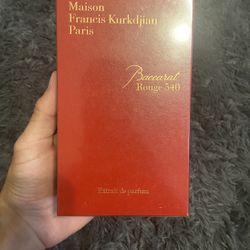 Maison
Francis Kurkdjian
Paris
Baccarat
Rouge 540
Extrait de parfum